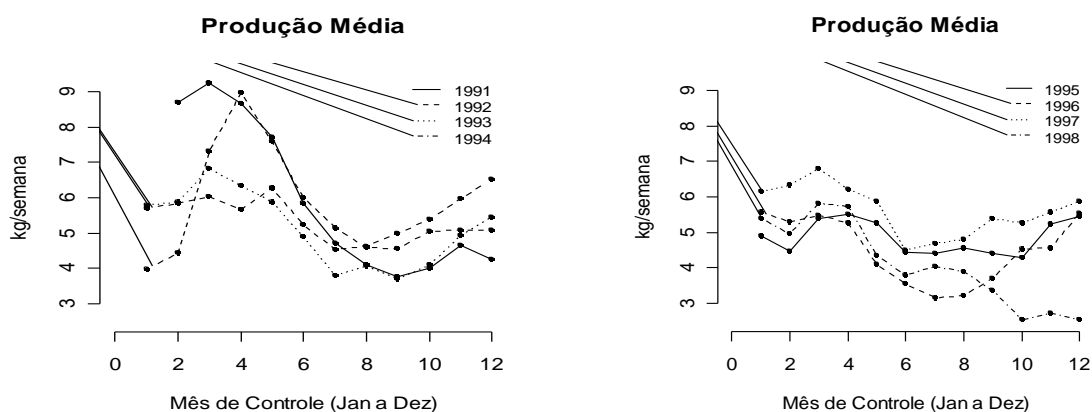 Produção Média
1991
1992
1993
1994
kg/semana
9
8
7
6
5
4
3
0 2 4 6 8 10 12
Mês de Controle (Jan a Dez)
Produção Média
1995
1996
1997
1998
kg/semana
9
8
7
6
5
4
3
0 2 4 6 8 10 12
Mês de Controle (Jan a Dez)